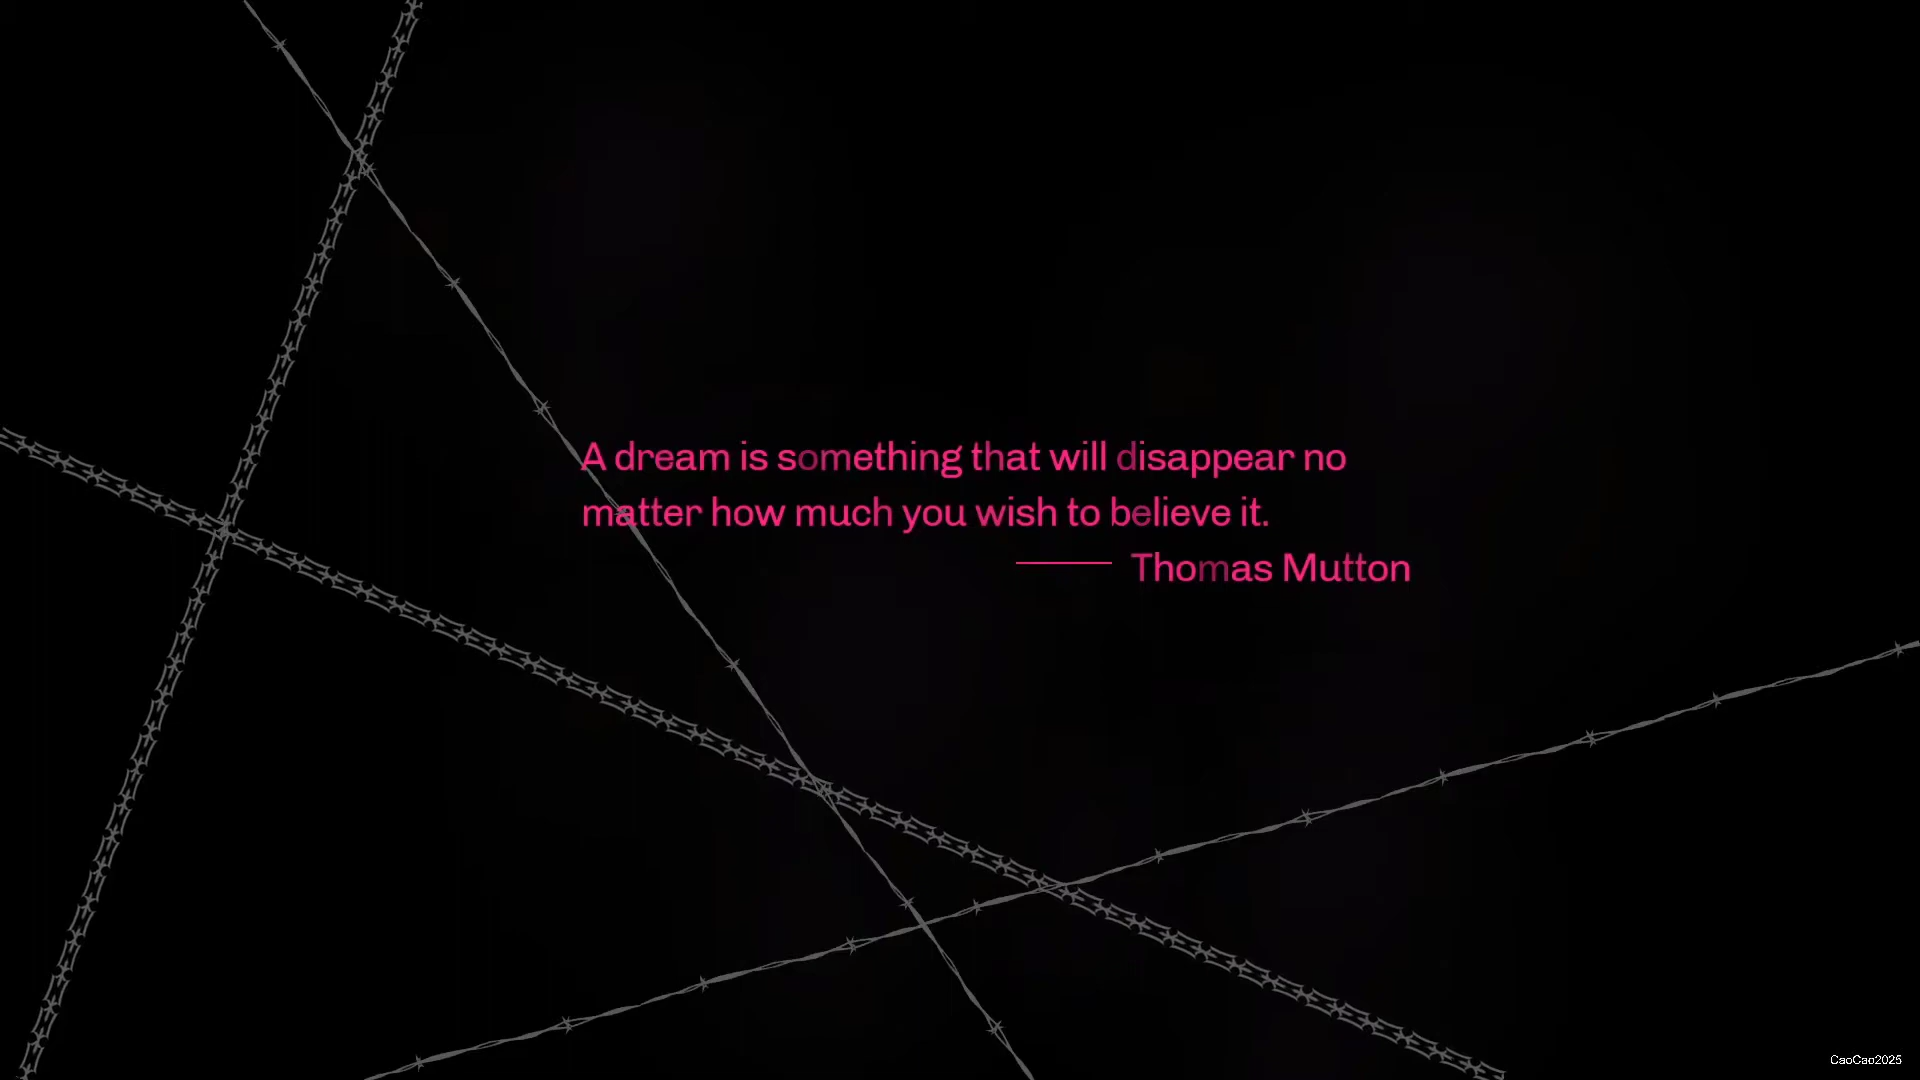 A dream is something that will disappear no
matter how much you wish to believe it.
Thomas Mutton
CaoCao2025